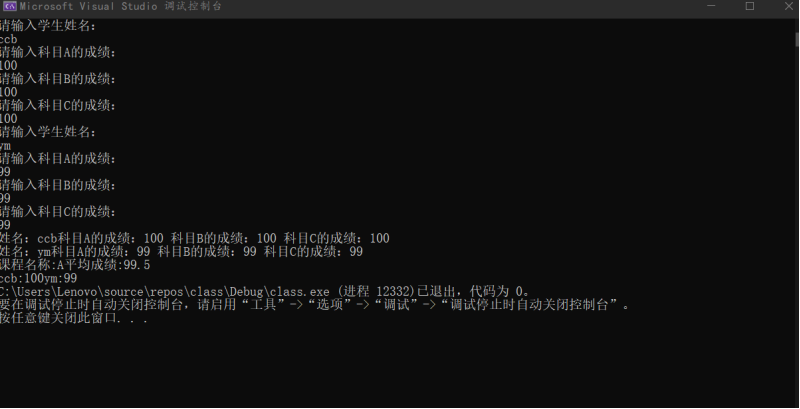 Microsoft Visual Studio 调试控制台
请输入学生姓名:
ccb
请输入科目A的成绩:
100
请输入科目B的成绩:
100
请输入科目C的成绩:
100
请输入学生姓名:
ym
请输入科目A的成绩:
99
请输入科目B的成绩:
99
请输入科目C的成绩:
99
姓名: ccb科目A的成绩: 100 科目B的成绩: 100 科目C的成绩: 100
姓名: ym科目A的成绩: 99 科目B的成绩: 99 科目C的成绩: 99
课程名称:A平均成绩:99.5
ccb:100ym:99
C:\Users\Lenovo\source\repos\class\Debug\class.exe (进程 12332)已退出，代码为 0。
要在调试停止时自动关闭控制台，请启用“工具”->“选项”->“调试”->“调试停止时自动关闭控制台”。
按任意键关闭此窗口. . .